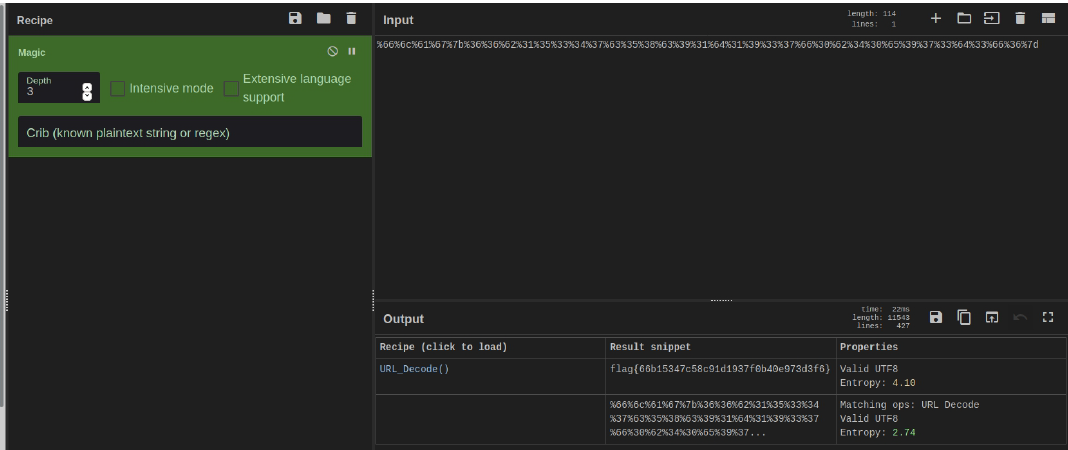 Recipe
Magic
Depth
3
Intensive mode
Extensive language
support
Crib (known plaintext string or regex)
Input
length: 114
lines: 1
%66%6c%61%67%7b%36%36%62%31%35%33%34%37%63%35%38%63%39%31%64%31%39%33%37%66%30%62%34%30%65%39%37%33%64%33%66%36%7d
Output
time: 22ms
length: 11543
lines: 427
Recipe (click to load) Result snippet Properties
URL_Decode() flag{66b15347c58c91d1937f0b40e973d3f6} Valid UTF8
Entropy: 4.10
%66%6c%61%67%7b%36%36%62%31%35%33%34 Matching ops: URL Decode
%37%63%35%38%63%39%31%64%31%39%33%37 Valid UTF8
%66%30%62%34%30%65%39%37... Entropy: 2.74